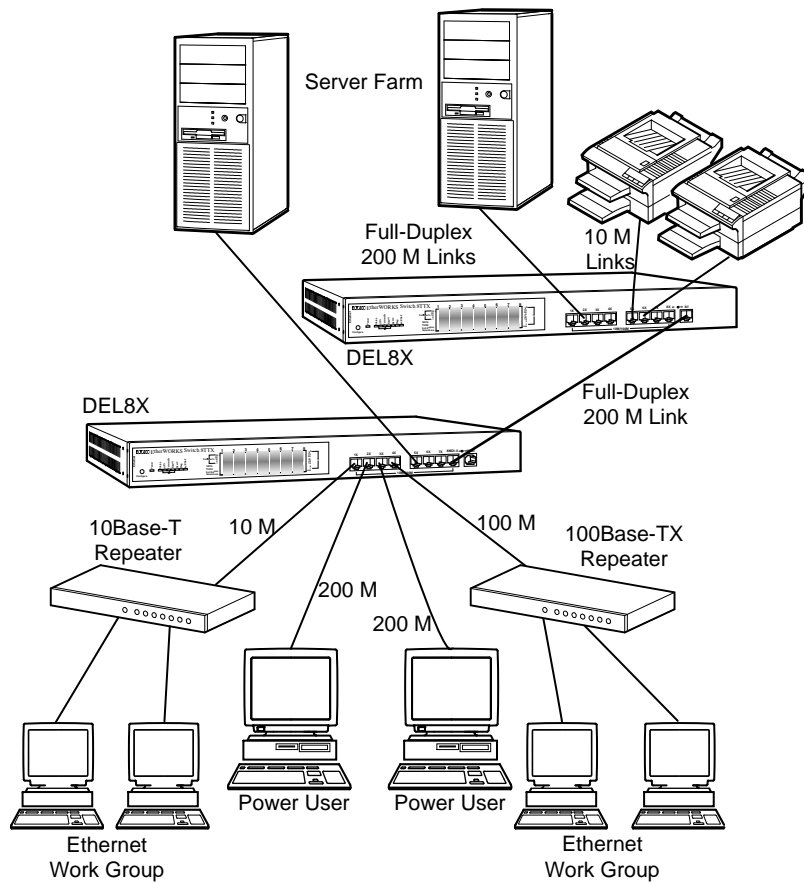 Server Farm
Full-Duplex
200 M Links
10 M
Links
DEL8X
Full-Duplex
200 M Link
DEL8X
10Base-T
Repeater
10 M
100 M
100Base-TX
Repeater
200 M
200 M
Power User
Power User
Ethernet
Work Group
Ethernet
Work Group